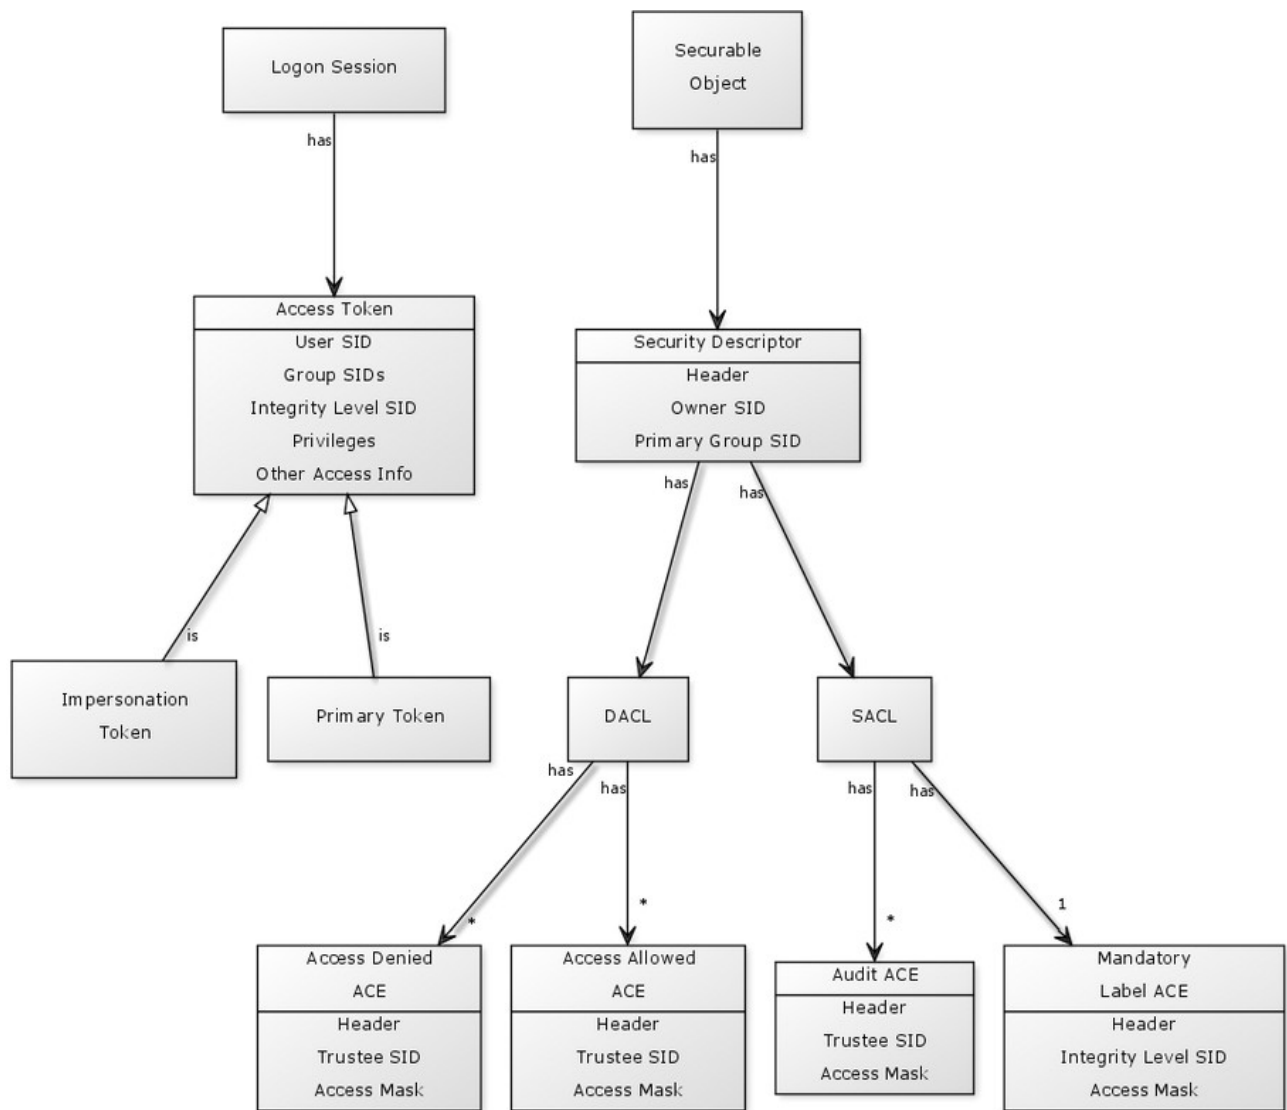 Logon Session
Securable
Object
has
has
Access Token
User SID
Group SIDs
Integrity Level SID
Privileges
Other Access Info
Security Descriptor
Header
Owner SID
Primary Group SID
has
has
is
is
Impersonation
Token
Primary Token
DACL
SACL
has
has
has
has
*
*
*
1
Access Denied
ACE
Header
Trustee SID
Access Mask
Access Allowed
ACE
Header
Trustee SID
Access Mask
Audit ACE
Header
Trustee SID
Access Mask
Mandatory
Label ACE
Header
Integrity Level SID
Access Mask